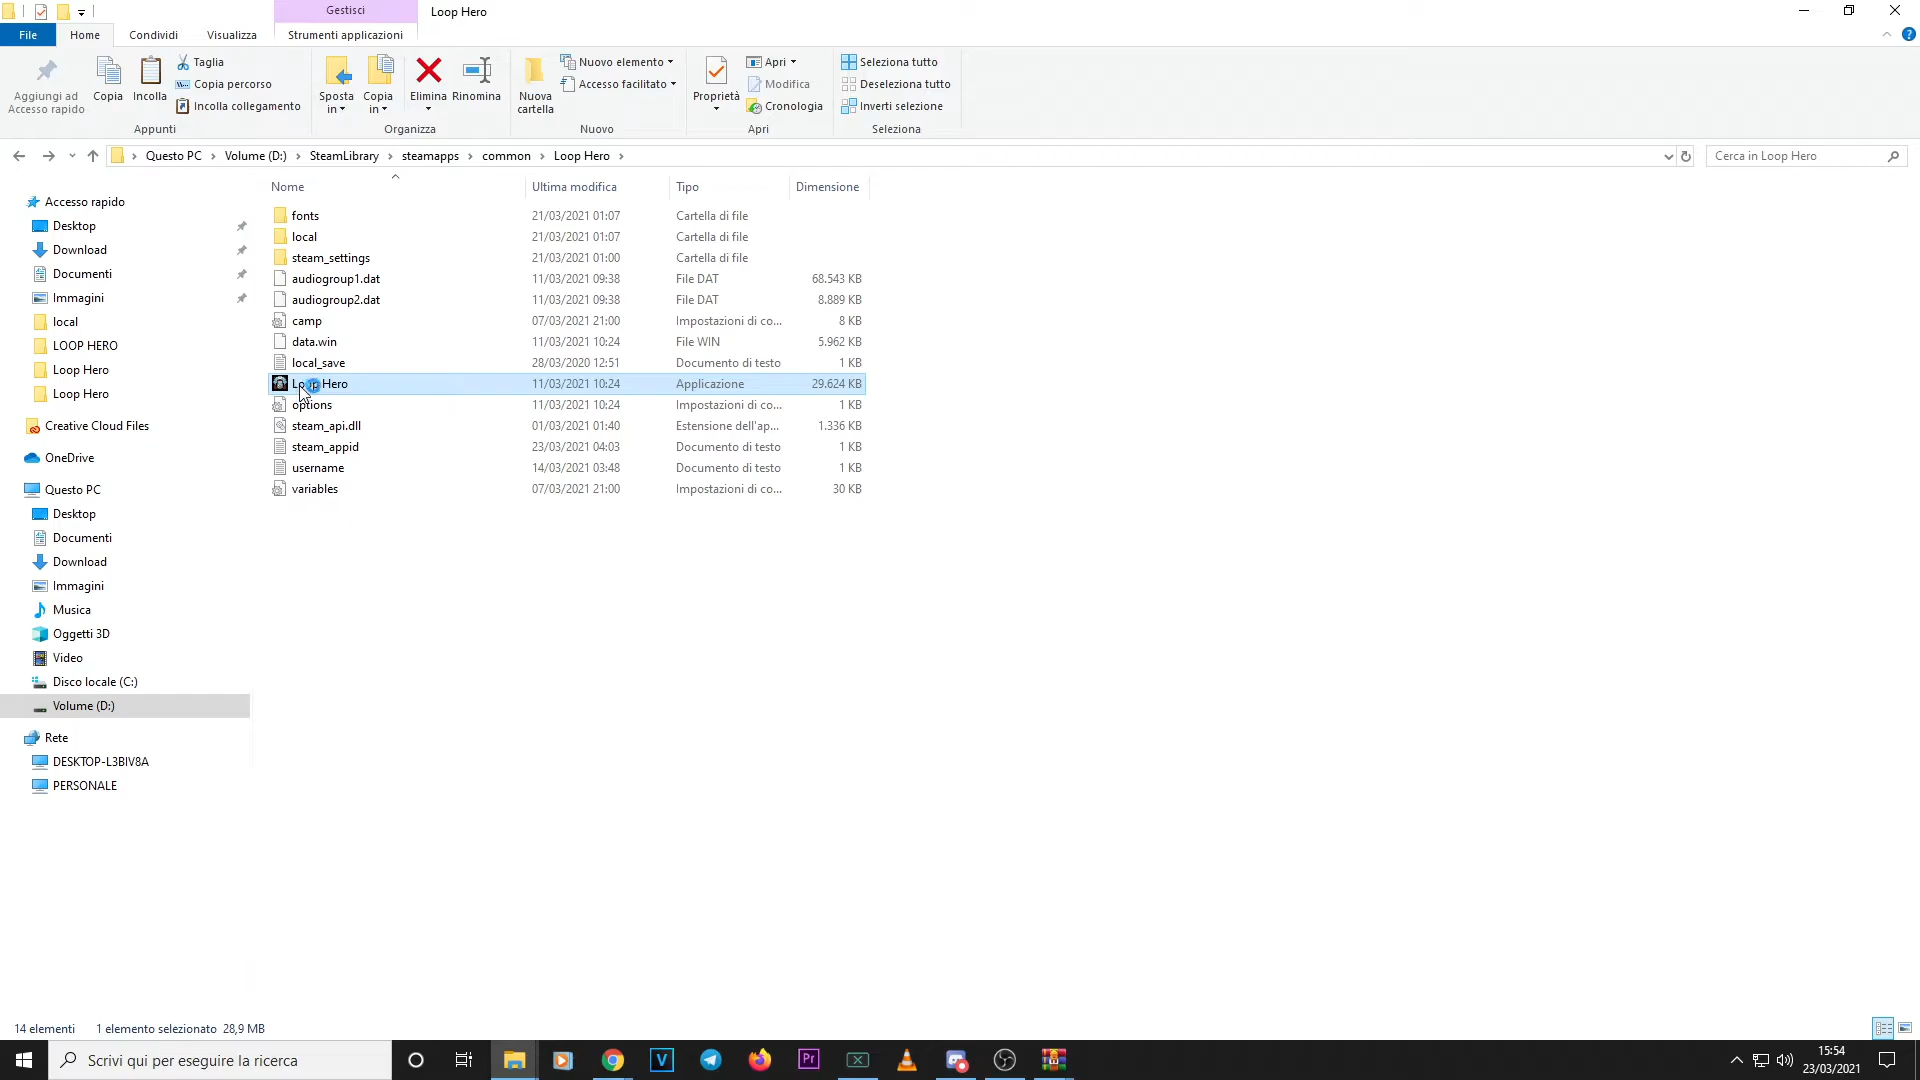 Gestisci
Loop Hero
File
Home
Condividi
Visualizza
Strumenti applicazioni
Aggiungi ad
Accesso rapido
Copia
Incolla
Taglia
Copia percorso
Incolla collegamento
Appunti
Sposta
in
Copia
in
Elimina
Rinomina
Organizza
Nuova
cartella
Nuovo elemento
Accesso facilitato
Nuovo
Proprietà
Apri
Modifica
Cronologia
Apri
Seleziona tutto
Deseleziona tutto
Inverti selezione
Seleziona
Questo PC > Volume (D:) > SteamLibrary > steamapps > common > Loop Hero >
Cerca in Loop Hero
Nome
Ultima modifica
Tipo
Dimensione
fonts 21/03/2021 01:07 Cartella di file
local 21/03/2021 01:07 Cartella di file
steam_settings 21/03/2021 01:00 Cartella di file
audiogroup1.dat 11/03/2021 09:38 File DAT 68.543 KB
audiogroup2.dat 11/03/2021 09:38 File DAT 8.889 KB
camp 07/03/2021 21:00 Impostazioni di co... 8 KB
data.win 11/03/2021 10:24 File WIN 5.962 KB
local_save 28/03/2020 12:51 Documento di testo 1 KB
Loop Hero 11/03/2021 10:24 Applicazione 29.624 KB
options 11/03/2021 10:24 Impostazioni di co... 1 KB
steam_api.dll 01/03/2021 01:40 Estensione dell'ap... 1.336 KB
steam_appid 23/03/2021 04:03 Documento di testo 1 KB
username 14/03/2021 03:48 Documento di testo 1 KB
variables 07/03/2021 21:00 Impostazioni di co... 30 KB
Accesso rapido
Desktop
Download
Documenti
Immagini
local
LOOP HERO
Loop Hero
Loop Hero
Creative Cloud Files
OneDrive
Questo PC
Desktop
Documenti
Download
Immagini
Musica
Oggetti 3D
Video
Disco locale (C:)
Volume (D:)
Rete
DESKTOP-L3BIV8A
PERSONALE
14 elementi
1 elemento selezionato 28,9 MB
Scrivi qui per eseguire la ricerca
V
Pr
15:54
23/03/2021